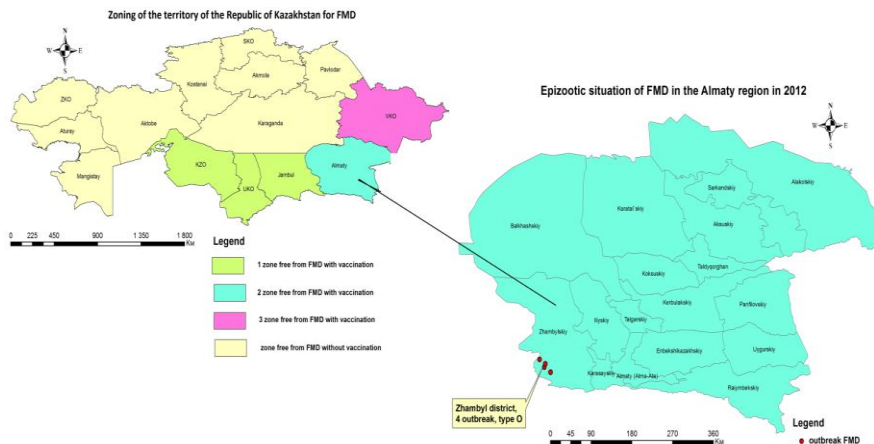 Zoning of the territory of the Republic of Kazakhstan for FMD
N
W E
S
SKO
Kostanai
Akmola
Pavlodar
ZKO
Aktobe
Karaganda
VKO
Atyray
Mangistay
KZO
UKO
Jambul
Almaty
0 225 450 900 1 350 1 800
Км
Legend
1 zone free from FMD with vaccination
2 zone free from FMD with vaccination
3 zone free from FMD with vaccination
zone free from FMD without vaccination
Epizootic situation of FMD in the Almaty region in 2012
N
W E
S
Balkhashskiy
Karatal`skiy
Sarkandskiy
Alakolskiy
Aksuskiy
Taldyqorghan
Koksuskiy
Kerbulakskiy
Panfilovskiy
Zhambylskiy
Iliyskiy
Talgarskiy
Enbekshikazakhskiy
Uygurskiy
Karasayskiy
Almaty (Alma-Ata)
Raiymbekskiy
Zhambyl district,
4 outbreak, type O
0 45 90 180 270 360
Км
Legend
outbreak FMD